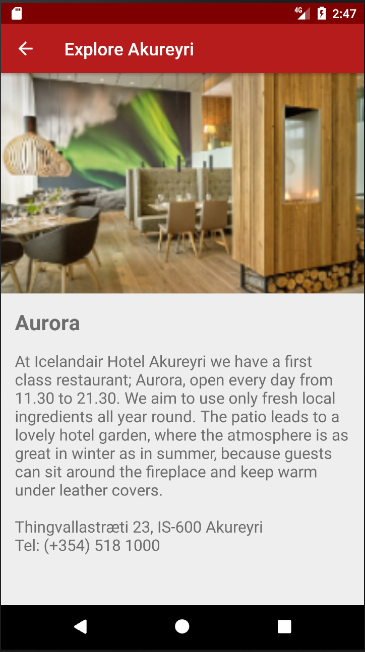 4G 2:47
Explore Akureyri
Aurora
At Icelandair Hotel Akureyri we have a first
class restaurant; Aurora, open every day from
11.30 to 21.30. We aim to use only fresh local
ingredients all year round. The patio leads to a
lovely hotel garden, where the atmosphere is as
great in winter as in summer, because guests
can sit around the fireplace and keep warm
under leather covers.
Thingvallastræti 23, IS-600 Akureyri
Tel: (+354) 518 1000